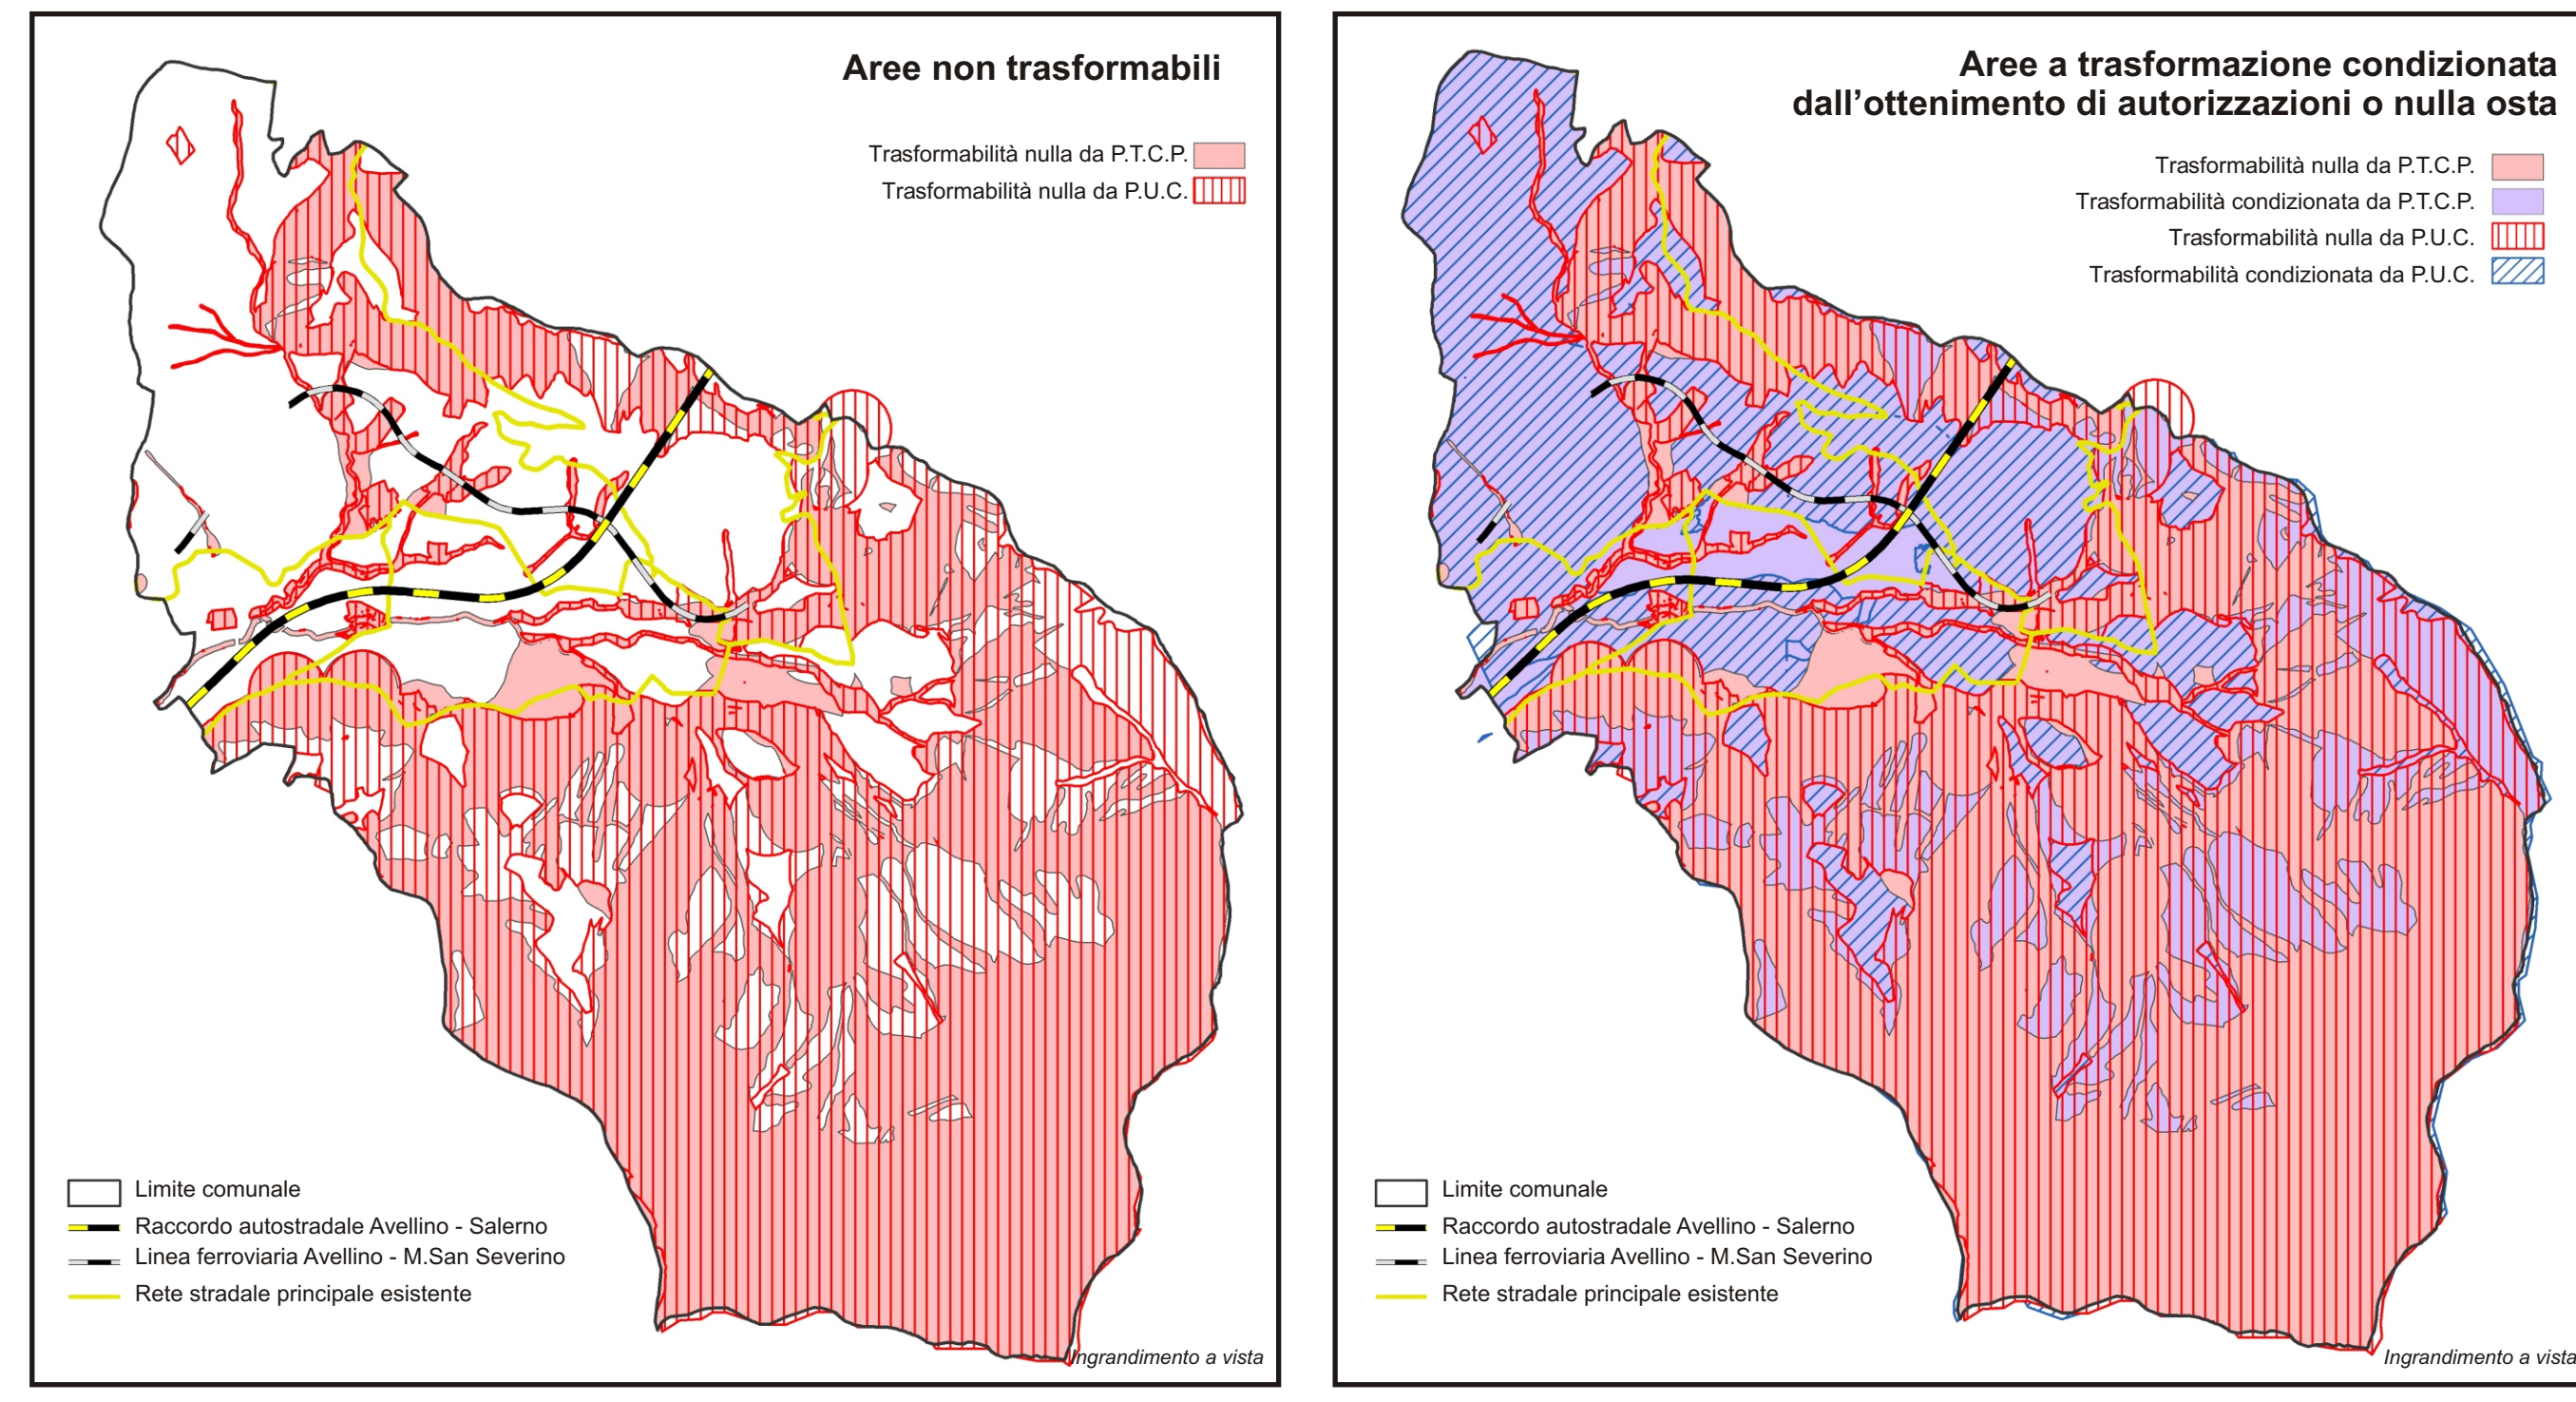 Aree non trasformabili
Trasformabilità nulla da P.T.C.P.
Trasformabilità nulla da P.U.C.
Limite comunale
Raccordo autostradale Avellino - Salerno
Linea ferroviaria Avellino - M.San Severino
Rete stradale principale esistente
Ingrandimento a vista
Aree a trasformazione condizionata
dall'ottenimento di autorizzazioni o nulla osta
Trasformabilità nulla da P.T.C.P.
Trasformabilità condizionata da P.T.C.P.
Trasformabilità nulla da P.U.C.
Trasformabilità condizionata da P.U.C.
Limite comunale
Raccordo autostradale Avellino - Salerno
Linea ferroviaria Avellino - M.San Severino
Rete stradale principale esistente
Ingrandimento a vista